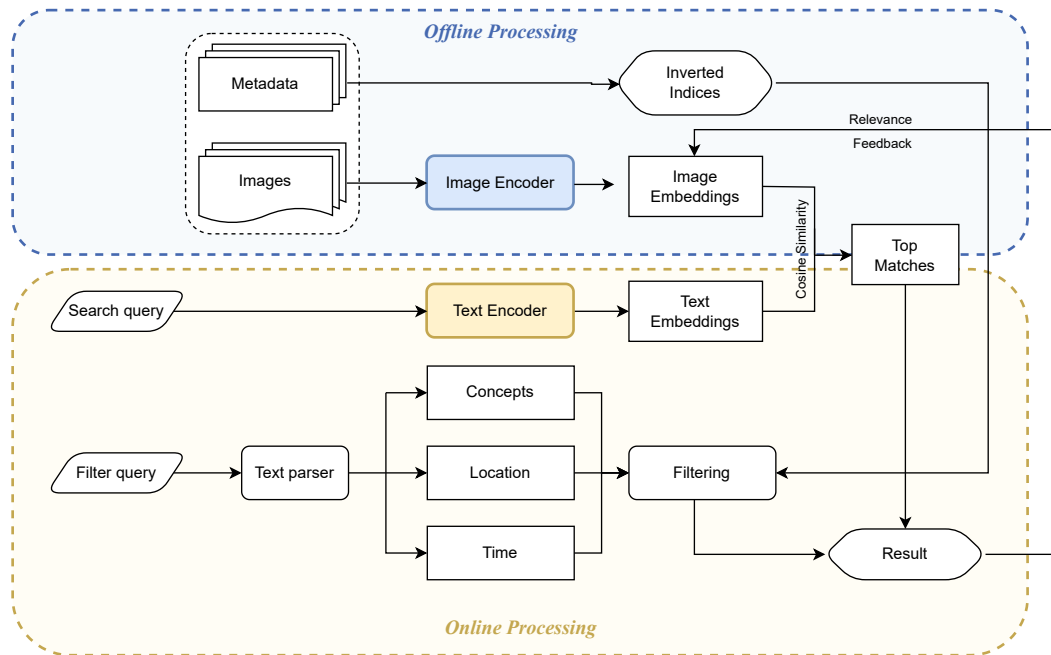 Offline Processing
Metadata
Inverted
Indices
Relevance
Feedback
Images
Image Encoder
Image
Embeddings
Cosine Similarity
Top
Matches
Search query
Text Encoder
Text
Embeddings
Concepts
Filter query
Text parser
Location
Filtering
Time
Result
Online Processing